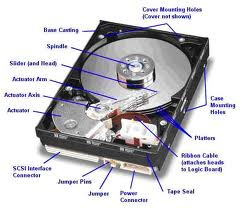 Cover Mounting Holes
(Cover not shown)
Base Casting
Spindle
Slider (and Head)
Actuator Arm
Actuator Axis
Actuator
Case
Mounting
Holes
Platters
Ribbon Cable
(attaches heads
to Logic Board)
SCSI Interface
Connector
Jumper Pins
Jumper
Power
Connector
Tape Seal